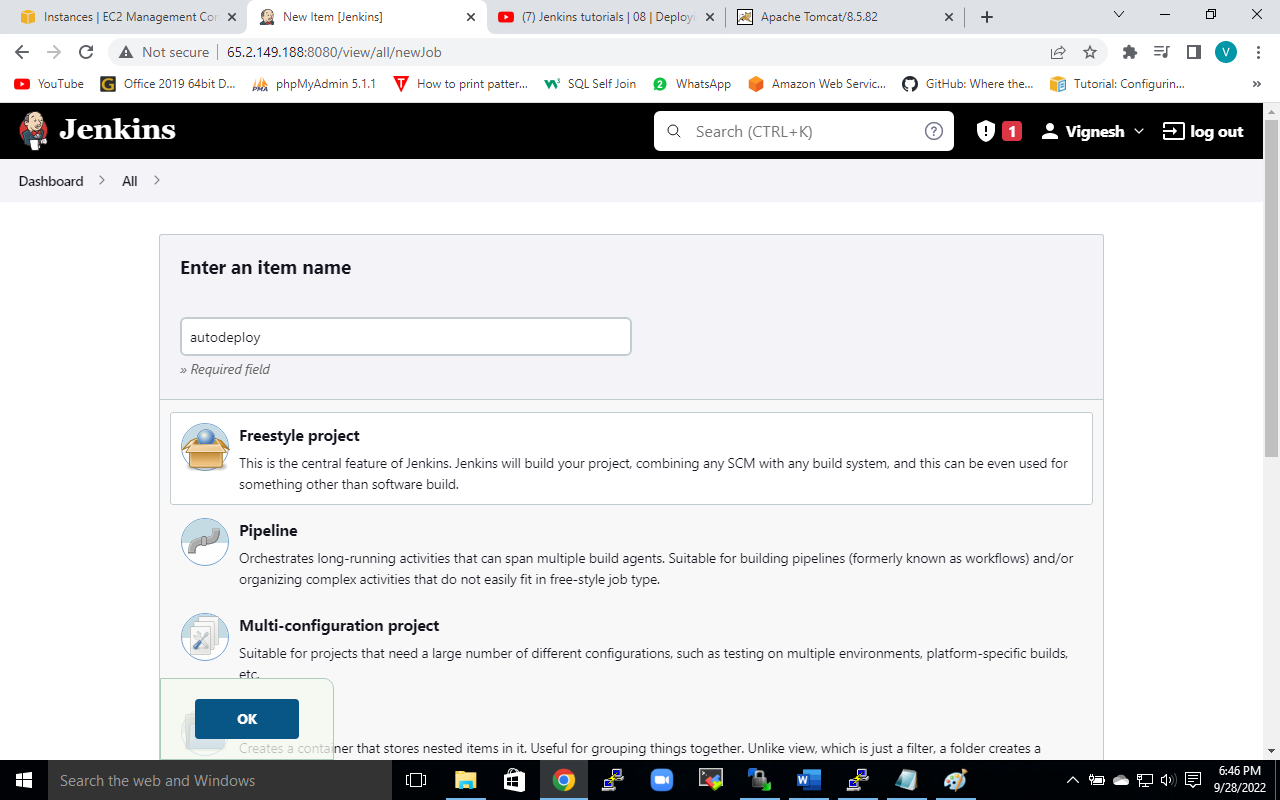 Instances | EC2 Management Con
New Item [Jenkins]
(7) Jenkins tutorials | 08 | Deployi
Apache Tomcat/8.5.82
Not secure
65.2.149.188:8080/view/all/newJob
V
YouTube
Office 2019 64bit D...
phpMyAdmin 5.1.1
How to print patter...
SQL Self Join
2
WhatsApp
Amazon Web Servic...
GitHub: Where the...
Tutorial: Configurin...
»
Jenkins
Search (CTRL+K)
?
1
Vignesh
log out
Dashboard
All
Enter an item name
autodeploy
» Required field
Freestyle project
This is the central feature of Jenkins. Jenkins will build your project, combining any SCM with any build system, and this can be even used for
something other than software build.
Pipeline
Orchestrates long-running activities that can span multiple build agents. Suitable for building pipelines (formerly known as workflows) and/or
organizing complex activities that do not easily fit in free-style job type.
Multi-configuration project
Suitable for projects that need a large number of different configurations, such as testing on multiple environments, platform-specific builds,
etc.
OK
Creates a container that stores nested items in it. Useful for grouping things together. Unlike view, which is just a filter, a folder creates a
Search the web and Windows
6:46 PM
9/28/2022